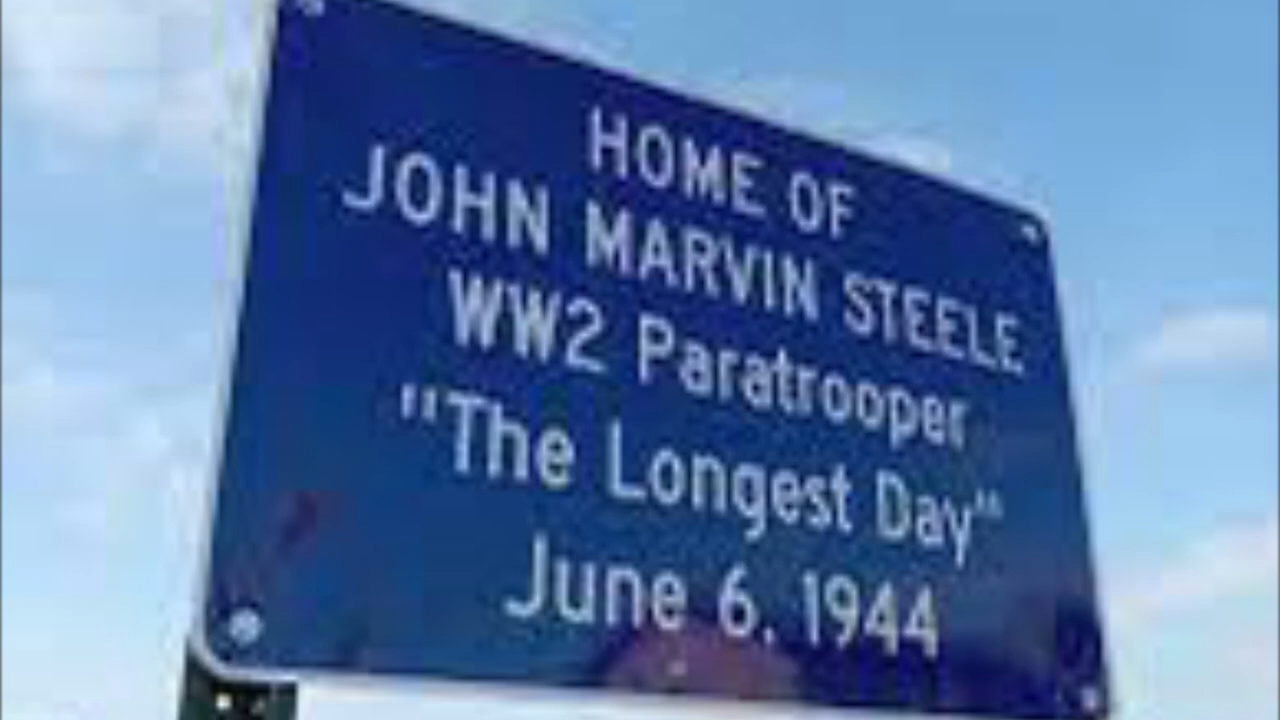 HOME OF
JOHN MARVIN STEELE
WW2 Paratrooper
"The Longest Day"
June 6, 1944